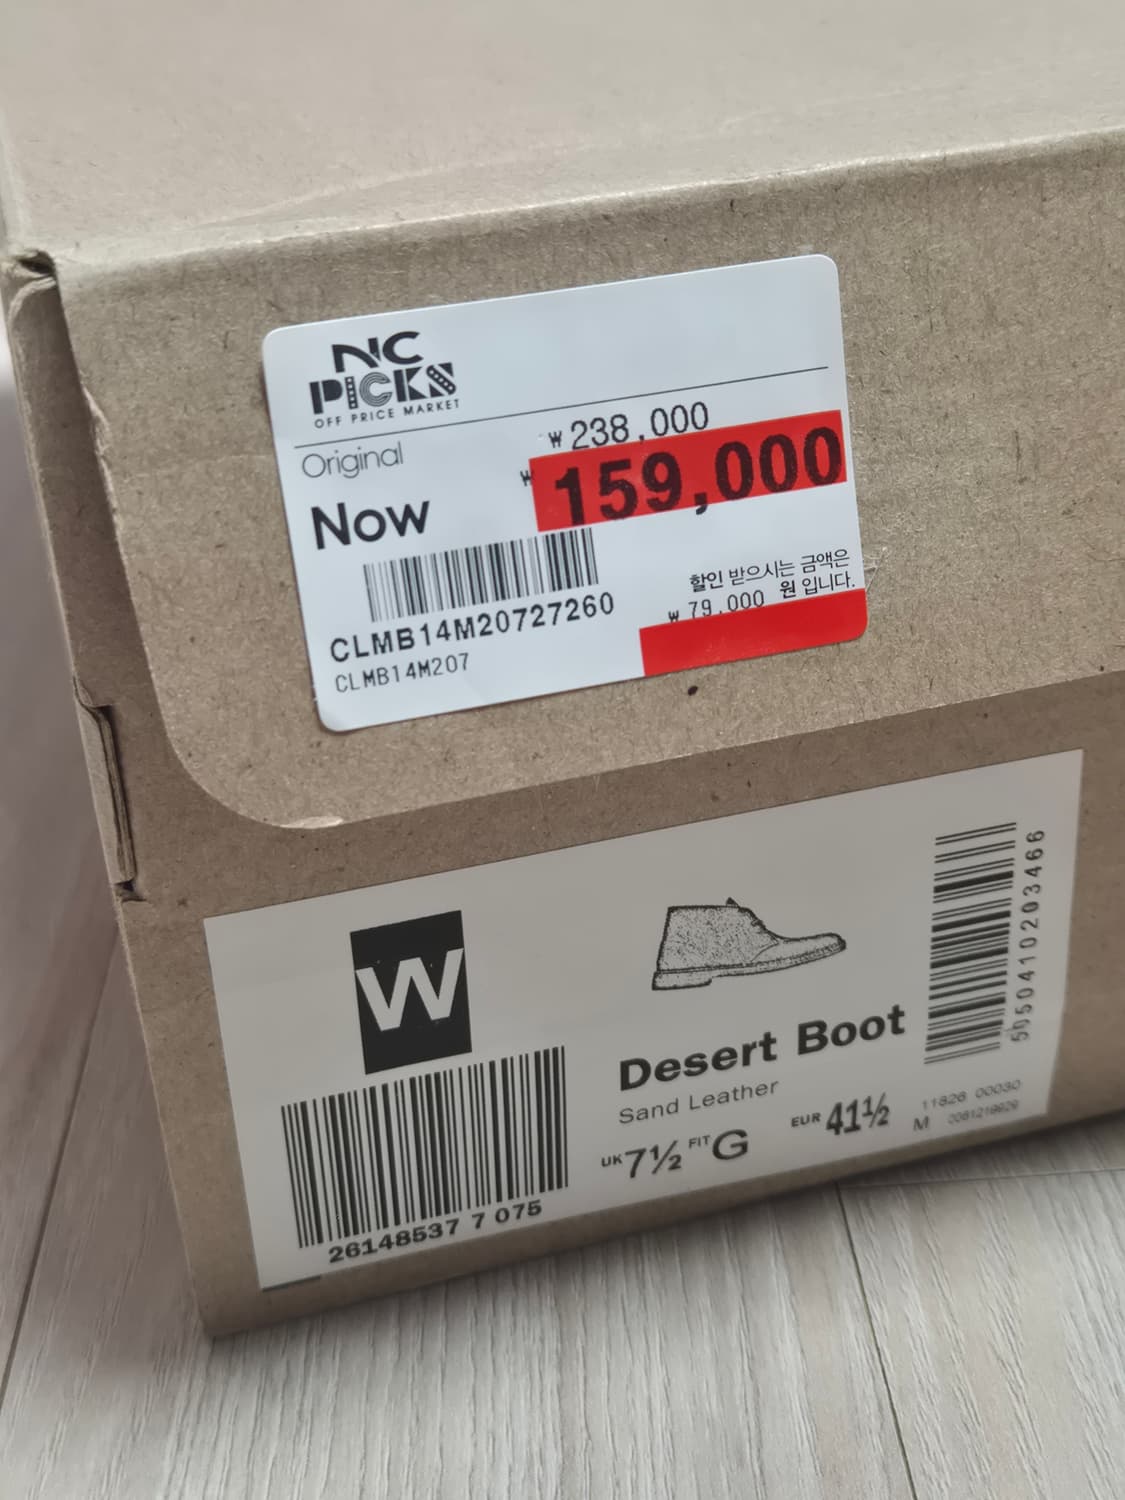 NC
PICKS
OFF PRICE MARKET
Original ₩238,000
Now ₩159,000
할인 받으시는 금액은
₩79,000 원 입니다.
CLMB14M20727260
CLMB14M207
W
26148537 7 075
Desert Boot
Sand Leather
UK 7½ FIT G EUR 41½
5050410203466
11826 00030
M